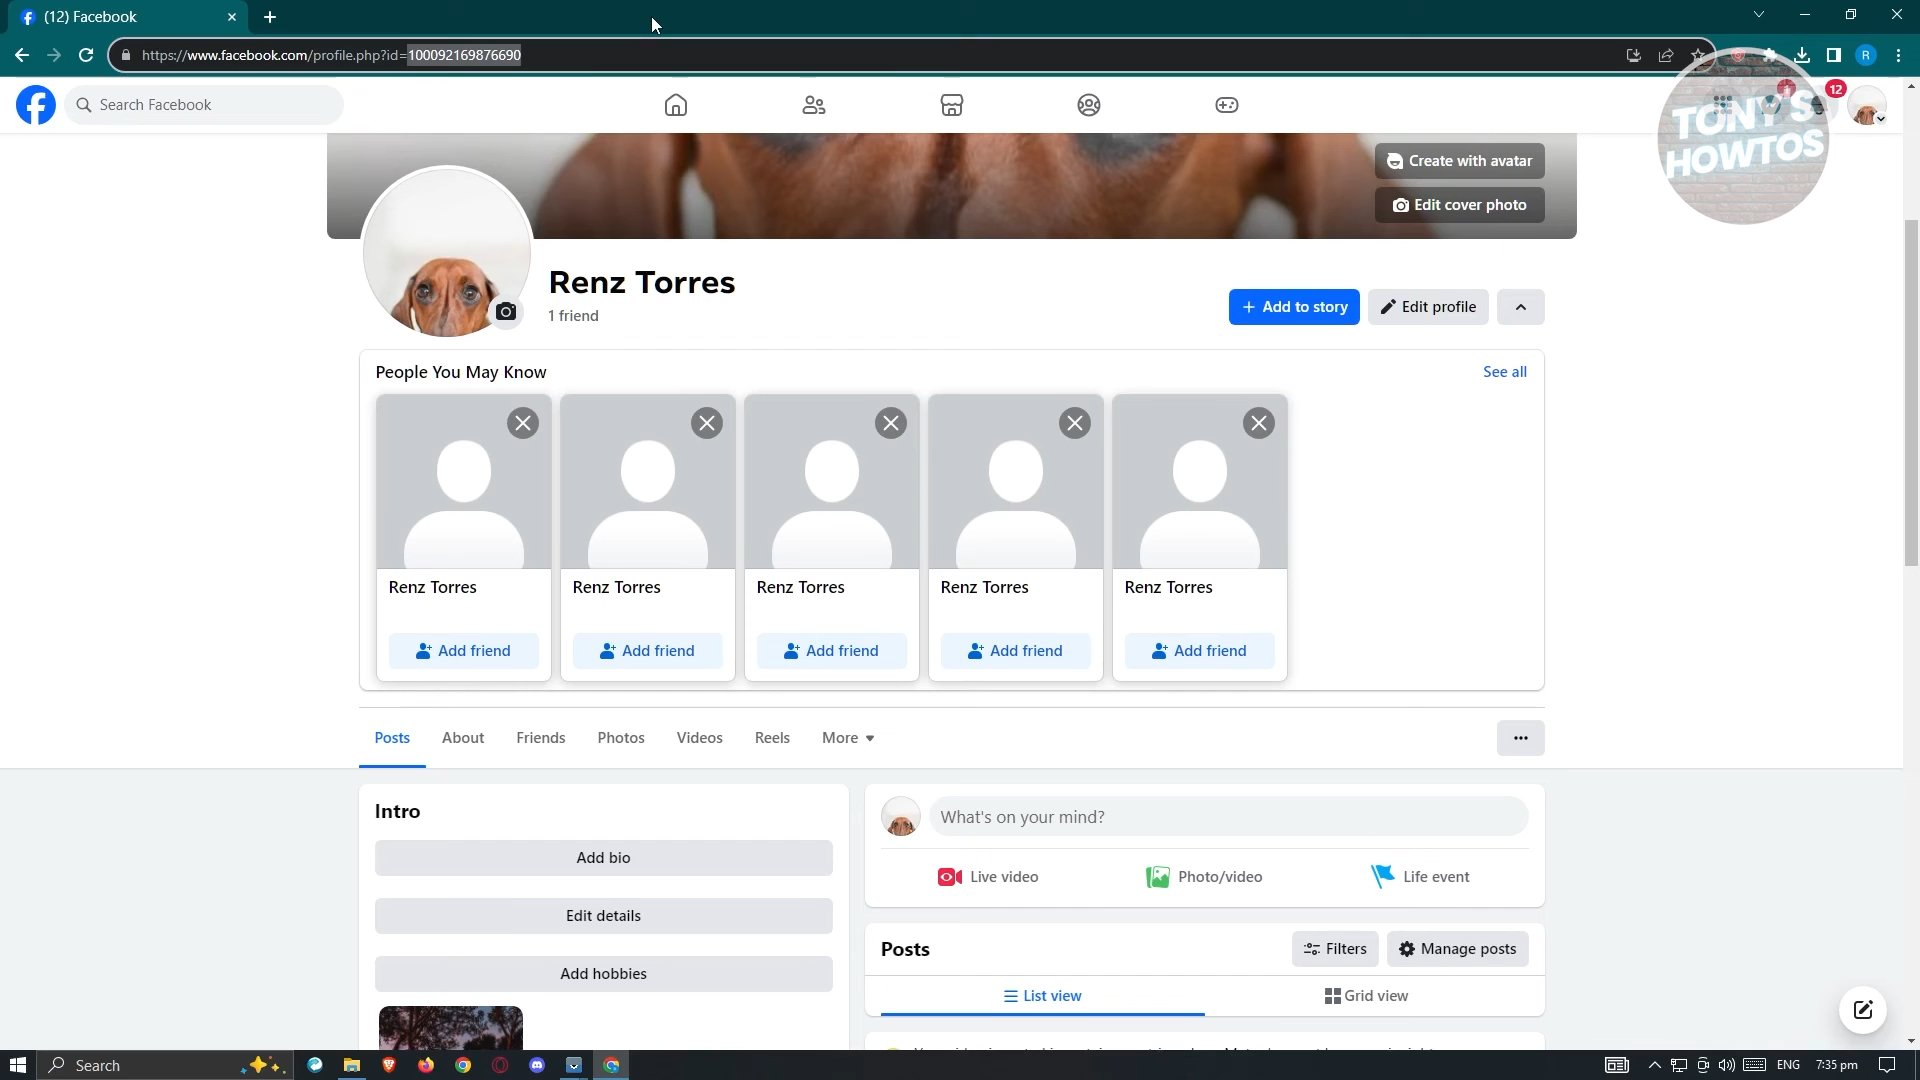 (12) Facebook
https://www.facebook.com/profile.php?id=100092169876690
R
Search Facebook
12
TONY'S
HOWTOS
Create with avatar
Edit cover photo
Renz Torres
1 friend
Add to story
Edit profile
People You May Know
See all
Renz Torres
Renz Torres
Renz Torres
Renz Torres
Renz Torres
Add friend
Add friend
Add friend
Add friend
Add friend
Posts About Friends Photos Videos Reels More
Intro
Add bio
Edit details
Add hobbies
What's on your mind?
Live video
Photo/video
Life event
Posts
Filters
Manage posts
List view
Grid view
Search
ENG
7:35 pm